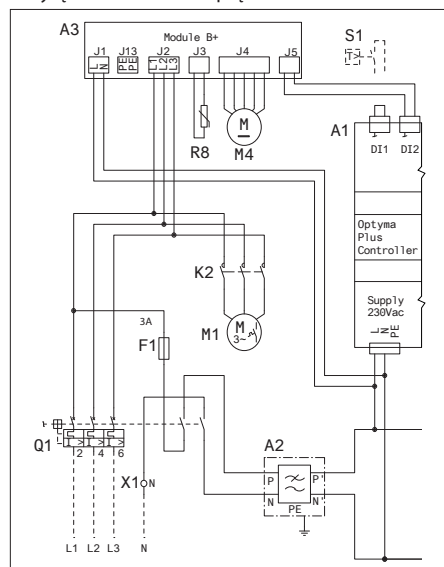 A3
Module B+
J1
J13
J2
J3
J4
J5
L
N
PE
PE
L1
L2
L3
S1
T>
R8
M
M4
A1
DI1
DI2
Optyma
Plus
Controller
K2
Supply
230Vac
L
N
PE
3A
F1
M1
M
3~
Q1
I >
I >
I >
2
4
6
X1
N
A2
P
P'
N
N'
PE
L1
L2
L3
N